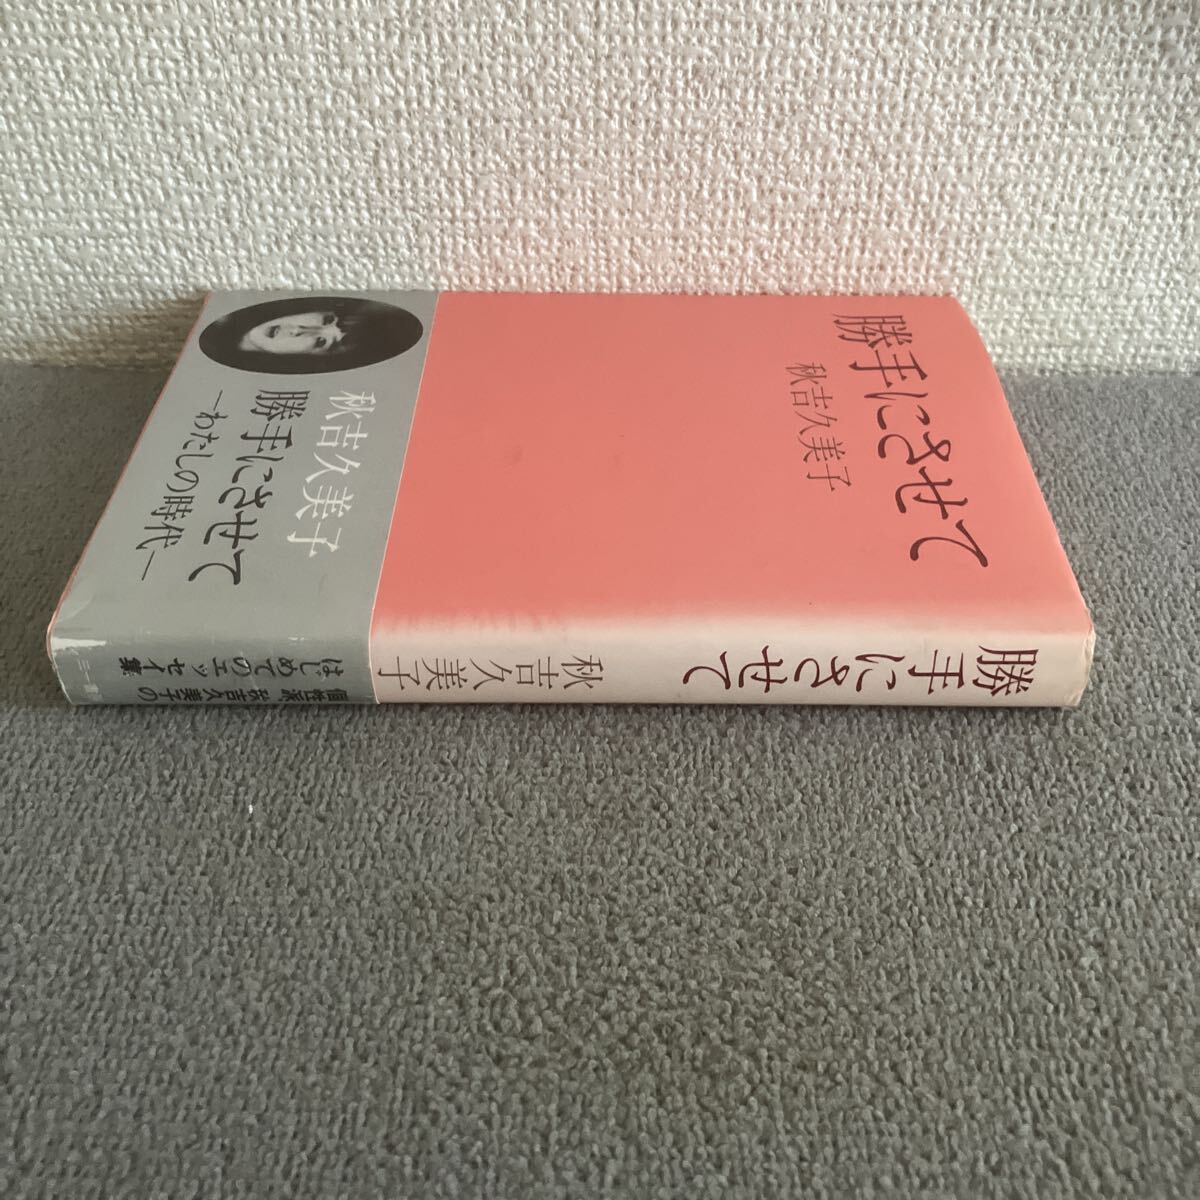 勝手にさせて
秋吉久美子
秋吉久美子
勝手にさせて
―わたしの時代―
勝手にさせて
秋吉久美子
個性派 秋吉久美子の
はじめてのエッセイ集